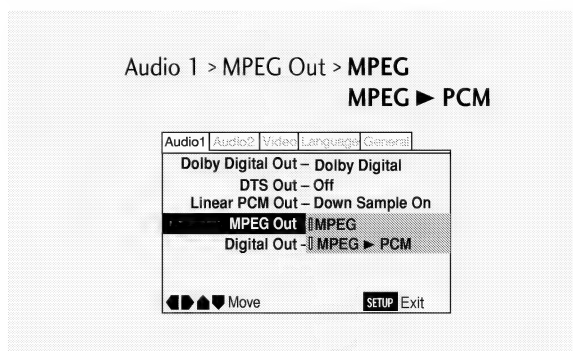 Audio 1 > MPEG Out > MPEG
MPEG ► PCM
Audio1 Audio2 Video Language General
Dolby Digital Out – Dolby Digital
DTS Out – Off
Linear PCM Out – Down Sample On
MPEG Out MPEG
Digital Out - MPEG ► PCM
Move SETUP Exit